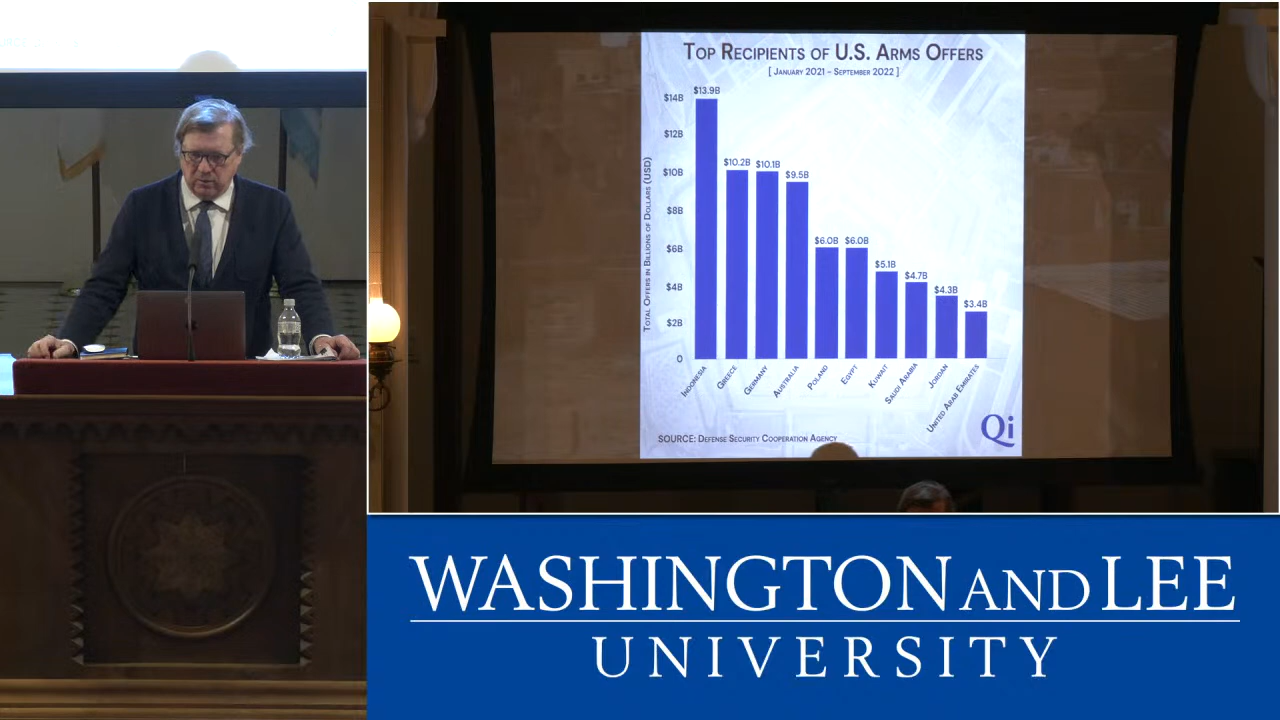 TOP RECIPIENTS OF U.S. ARMS OFFERS
[ JANUARY 2021 - SEPTEMBER 2022 ]
TOTAL OFFERS IN BILLIONS OF DOLLARS (USD)
$14B
$12B
$10B
$8B
$6B
$4B
$2B
0
$13.9B
$10.2B
$10.1B
$9.5B
$6.0B
$6.0B
$5.1B
$4.7B
$4.3B
$3.4B
INDONESIA
GREECE
GERMANY
AUSTRALIA
POLAND
EGYPT
KUWAIT
SAUDI ARABIA
JORDAN
UNITED ARAB EMIRATES
SOURCE: DEFENSE SECURITY COOPERATION AGENCY
Qi
WASHINGTON AND LEE
UNIVERSITY